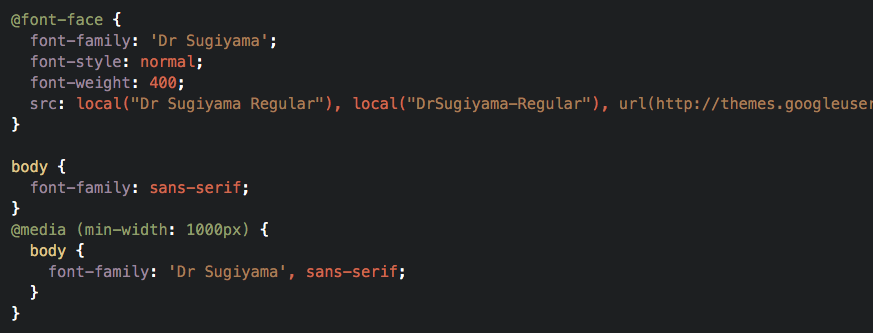 @font-face {
  font-family: 'Dr Sugiyama';
  font-style: normal;
  font-weight: 400;
  src: local("Dr Sugiyama Regular"), local("DrSugiyama-Regular"), url(http://themes.googleuser
}

body {
  font-family: sans-serif;
}
@media (min-width: 1000px) {
  body {
    font-family: 'Dr Sugiyama', sans-serif;
  }
}